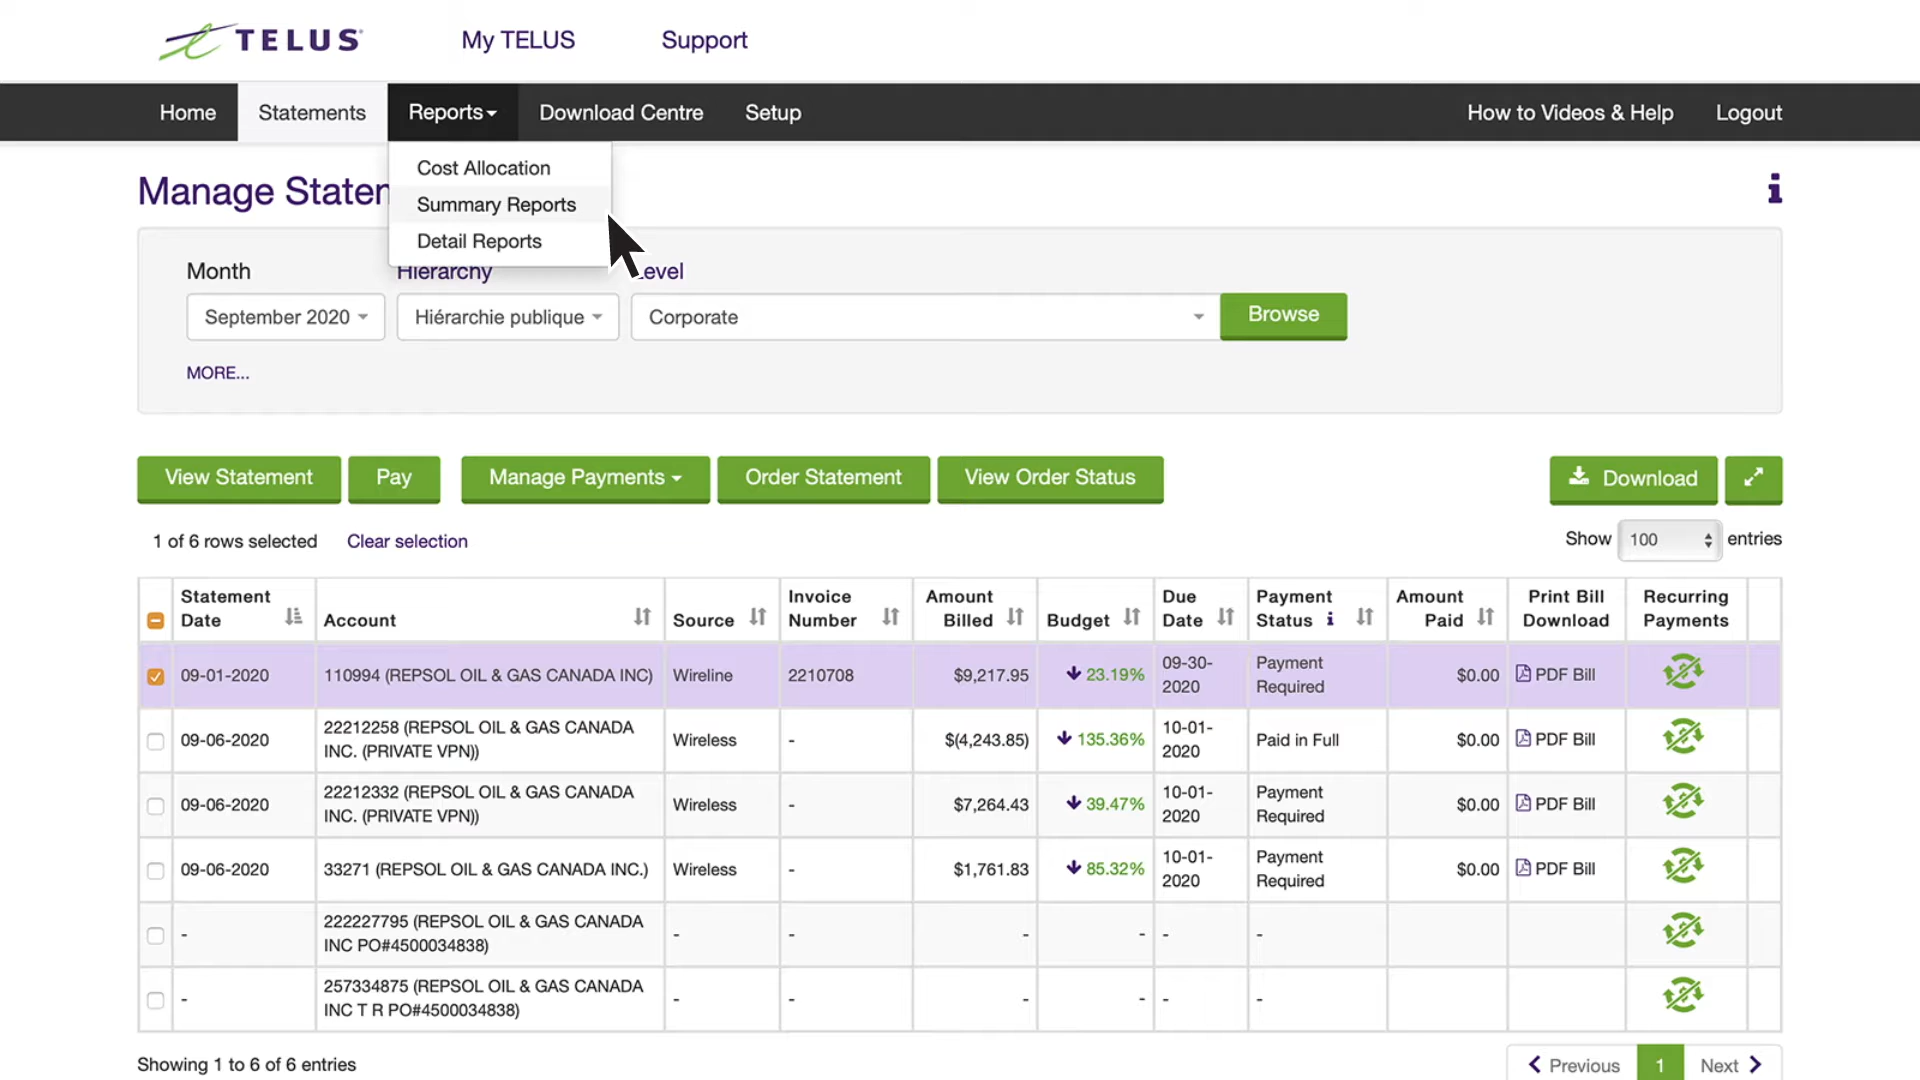 TELUS
My TELUS
Support
Home
Statements
Reports
Download Centre
Setup
How to Videos & Help
Logout
Cost Allocation
Summary Reports
Detail Reports
Manage Staten
Month
Hierarchy
Level
September 2020
Hiérarchie publique
Corporate
Browse
MORE...
View Statement
Pay
Manage Payments
Order Statement
View Order Status
Download
1 of 6 rows selected
Clear selection
Show 100 entries
Statement Date
Account
Source
Invoice Number
Amount Billed
Budget
Due Date
Payment Status
Amount Paid
Print Bill Download
Recurring Payments
09-01-2020 110994 (REPSOL OIL & GAS CANADA INC) Wireline 2210708 $9,217.95 23.19% 09-30-2020 Payment Required $0.00 PDF Bill
09-06-2020 22212258 (REPSOL OIL & GAS CANADA INC. (PRIVATE VPN)) Wireless - $(4,243.85) 135.36% 10-01-2020 Paid in Full $0.00 PDF Bill
09-06-2020 22212332 (REPSOL OIL & GAS CANADA INC. (PRIVATE VPN)) Wireless - $7,264.43 39.47% 10-01-2020 Payment Required $0.00 PDF Bill
09-06-2020 33271 (REPSOL OIL & GAS CANADA INC.) Wireless - $1,761.83 85.32% 10-01-2020 Payment Required $0.00 PDF Bill
- 222227795 (REPSOL OIL & GAS CANADA INC PO#4500034838) - - - - - -
- 257334875 (REPSOL OIL & GAS CANADA INC T R PO#4500034838) - - - - - -
Showing 1 to 6 of 6 entries
Previous
1
Next